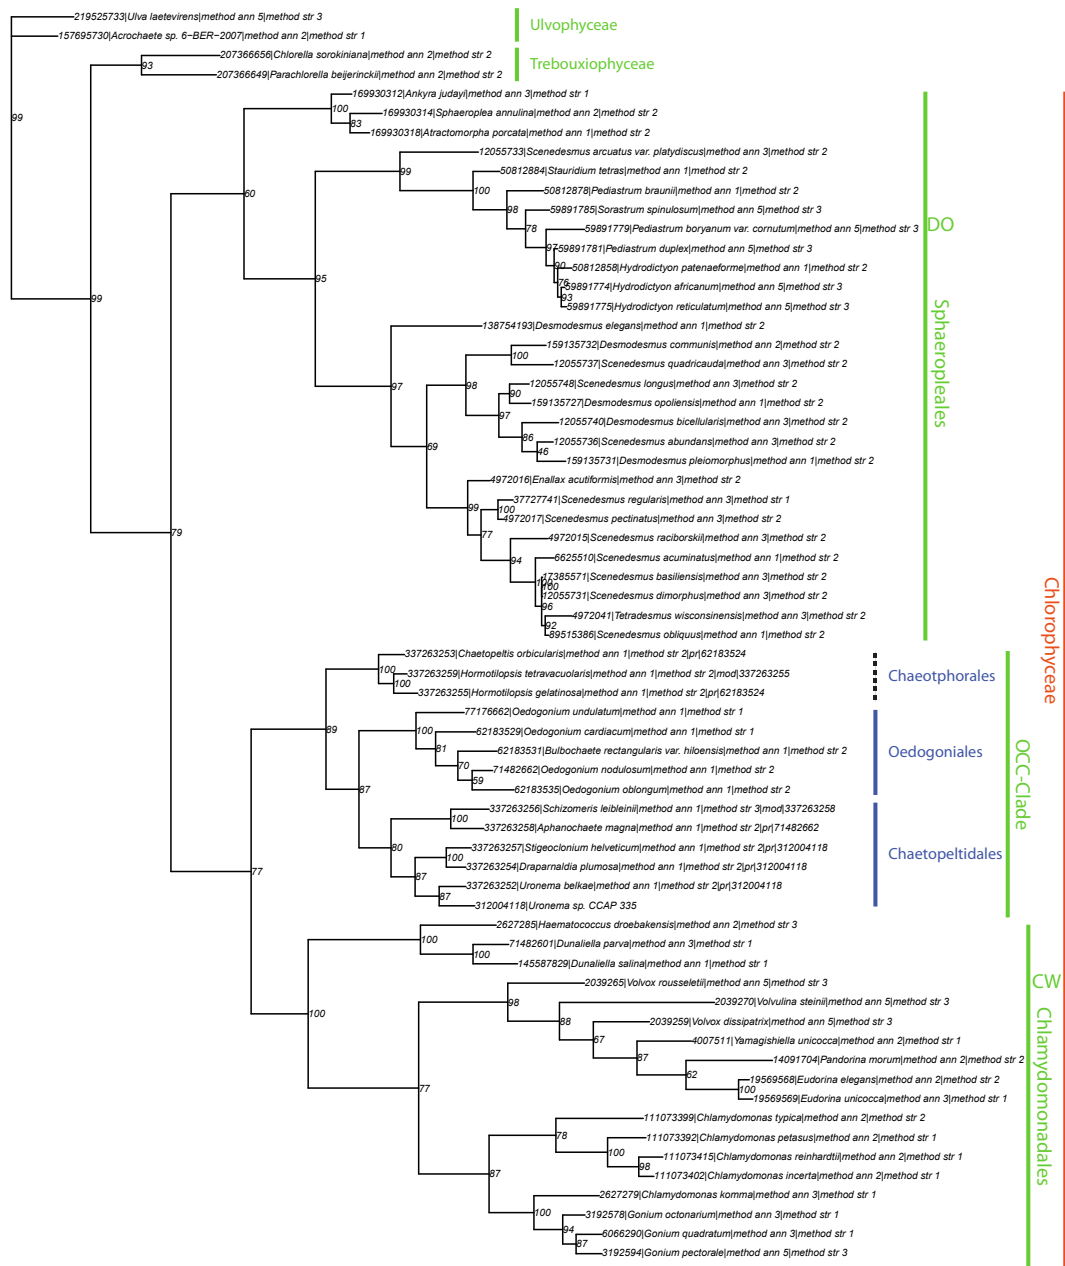 219525733|Ulva laetevirens|method ann 5|method str 3
Ulvophyceae
157695730|Acrochaete sp. 6−BER−2007|method ann 2|method str 1
207366656|Chlorella sorokiniana|method ann 2|method str 2
93
Trebouxiophyceae
207366649|Parachlorella beijerinckii|method ann 2|method str 2
169930312|Ankyra judayi|method ann 3|method str 1
100
169930314|Sphaeroplea annulina|method ann 2|method str 2
99
83
169930318|Atractomorpha porcata|method ann 1|method str 2
12055733|Scenedesmus arcuatus var. platydiscus|method ann 3|method str 2
99
50812884|Stauridium tetras|method ann 1|method str 2
60
100
50812878|Pediastrum braunii|method ann 1|method str 2
98
59891785|Sorastrum spinulosum|method ann 5|method str 3
78
59891779|Pediastrum boryanum var. cornutum|method ann 5|method str 3
DO
97
59891781|Pediastrum duplex|method ann 5|method str 3
90
50812858|Hydrodictyon patenaeforme|method ann 1|method str 2
95
76
59891774|Hydrodictyon africanum|method ann 5|method str 3
99
93
59891775|Hydrodictyon reticulatum|method ann 5|method str 3
138754193|Desmodesmus elegans|method ann 1|method str 2
Sphaeropleales
159135732|Desmodesmus communis|method ann 2|method str 2
100
12055737|Scenedesmus quadricauda|method ann 3|method str 2
97
98
12055748|Scenedesmus longus|method ann 3|method str 2
90
159135727|Desmodesmus opoliensis|method ann 1|method str 2
97
12055740|Desmodesmus bicellularis|method ann 3|method str 2
86
12055736|Scenedesmus abundans|method ann 3|method str 2
69
46
159135731|Desmodesmus pleiomorphus|method ann 1|method str 2
4972016|Enallax acutiformis|method ann 3|method str 2
37727741|Scenedesmus regularis|method ann 3|method str 1
99
100
4972017|Scenedesmus pectinatus|method ann 3|method str 2
79
77
4972015|Scenedesmus raciborskii|method ann 3|method str 2
94
6625510|Scenedesmus acuminatus|method ann 1|method str 2
17385571|Scenedesmus basiliensis|method ann 3|method str 2
100
100
12055731|Scenedesmus dimorphus|method ann 3|method str 2
96
4972041|Tetradesmus wisconsinensis|method ann 3|method str 2
92
89515386|Scenedesmus obliquus|method ann 1|method str 2
Chlorophyceae
337263253|Chaetopeltis orbicularis|method ann 1|method str 2|pr|62183524
100
337263259|Hormotilopsis tetravacuolaris|method ann 1|method str 2|mod|337263255
Chaeotphorales
100
337263255|Hormotilopsis gelatinosa|method ann 1|method str 2|pr|62183524
77176662|Oedogonium undulatum|method ann 1|method str 1
89
100
62183529|Oedogonium cardiacum|method ann 1|method str 1
81
62183531|Bulbochaete rectangularis var. hiloensis|method ann 1|method str 2
Oedogoniales
70
71482662|Oedogonium nodulosum|method ann 1|method str 2
59
87
62183535|Oedogonium oblongum|method ann 1|method str 2
OCC-Clade
337263256|Schizomeris leibleinii|method ann 1|method str 3|mod|337263258
100
337263258|Aphanochaete magna|method ann 1|method str 2|pr|71482662
80
337263257|Stigeoclonium helveticum|method ann 1|method str 2|pr|312004118
Chaetopeltidales
100
337263254|Draparnaldia plumosa|method ann 1|method str 2|pr|312004118
77
87
337263252|Uronema belkae|method ann 1|method str 2|pr|312004118
87
312004118|Uronema sp. CCAP 335
2627285|Haematococcus droebakensis|method ann 2|method str 3
100
71482601|Dunaliella parva|method ann 3|method str 1
100
145587829|Dunaliella salina|method ann 1|method str 1
2039265|Volvox rousseletii|method ann 5|method str 3
CW
98
2039270|Volvulina steinii|method ann 5|method str 3
100
88
2039259|Volvox dissipatrix|method ann 5|method str 3
67
4007511|Yamagishiella unicocca|method ann 2|method str 1
87
14091704|Pandorina morum|method ann 2|method str 2
62
19569568|Eudorina elegans|method ann 2|method str 2
77
100
19569569|Eudorina unicocca|method ann 3|method str 1
Chlamydomonadales
111073399|Chlamydomonas typica|method ann 2|method str 2
78
111073392|Chlamydomonas petasus|method ann 2|method str 1
100
111073415|Chlamydomonas reinhardtii|method ann 2|method str 1
87
98
111073402|Chlamydomonas incerta|method ann 2|method str 1
2627279|Chlamydomonas komma|method ann 3|method str 1
100
3192578|Gonium octonarium|method ann 3|method str 1
94
6066290|Gonium quadratum|method ann 3|method str 1
87
3192594|Gonium pectorale|method ann 5|method str 3